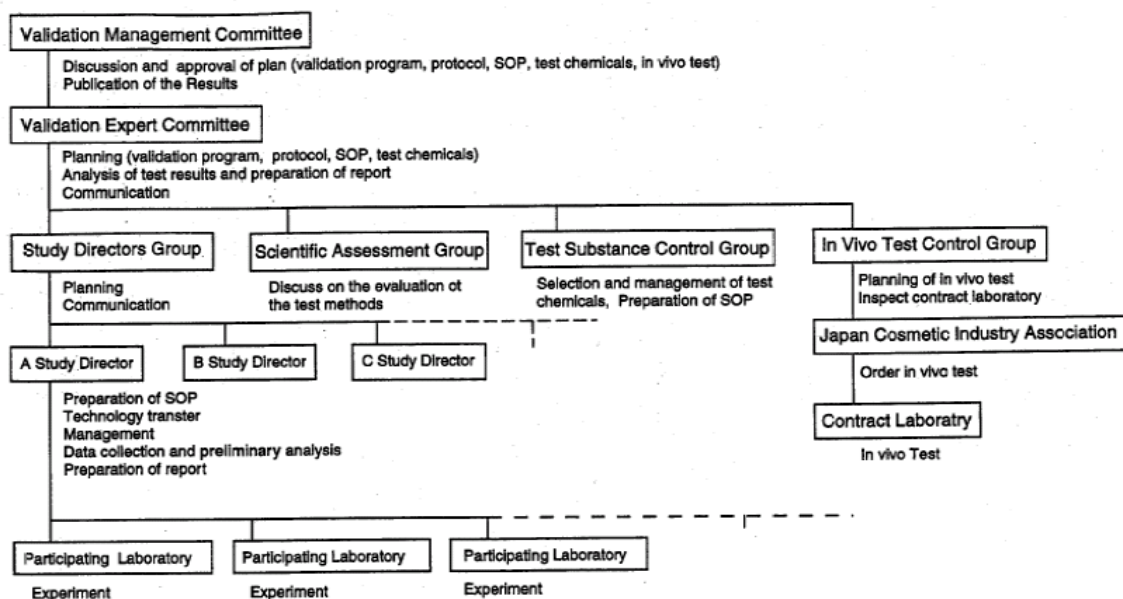 Validation Management Committee
Discussion and approval of plan (validation program, protocol, SOP, test chemicals, in vivo test)
Publication of the Results
Validation Expert Committee
Planning (validation program, protocol, SOP, test chemicals)
Analysis of test results and preparation of report
Communication
Study Directors Group
Scientific Assessment Group
Test Substance Control Group
In Vivo Test Control Group
Planning
Communication
Discuss on the evaluation of
the test methods
Selection and management of test
chemicals, Preparation of SOP
Planning of in vivo test
Inspect contract laboratory
A Study Director
B Study Director
C Study Director
Japan Cosmetic Industry Association
Preparation of SOP
Technology transfer
Management
Data collection and preliminary analysis
Preparation of report
Order in vivo test
Contract Laboratry
In vivo Test
Participating Laboratory
Participating Laboratory
Participating Laboratory
Experiment
Experiment
Experiment